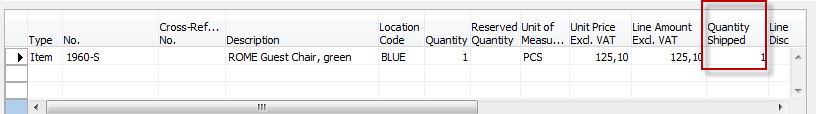 Type No. Cross-Ref... No. Description Location Code Quantity Reserved Quantity Unit of Measu... Unit Price Excl. VAT Line Amount Excl. VAT Quantity Shipped Line Disc
Item 1960-S ROME Guest Chair, green BLUE 1 PCS 125,10 125,10 1